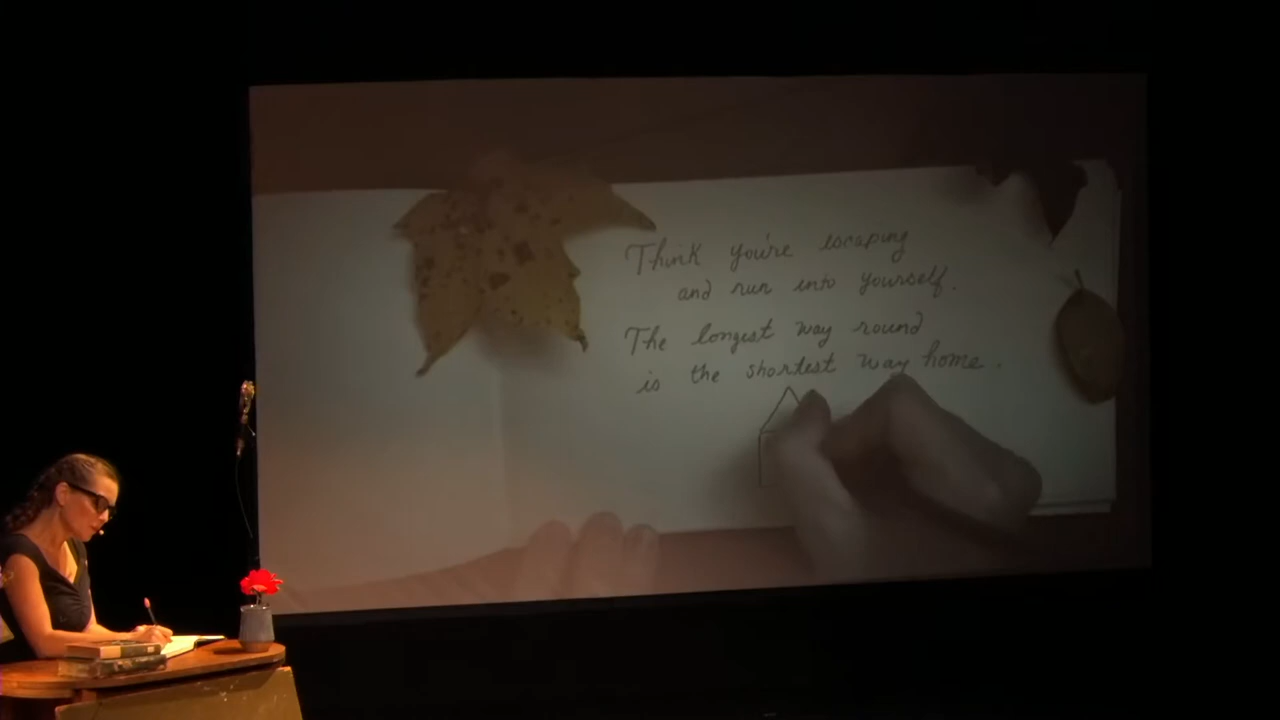 Think you're escaping
and run into yourself.
The longest way round
is the shortest way home.